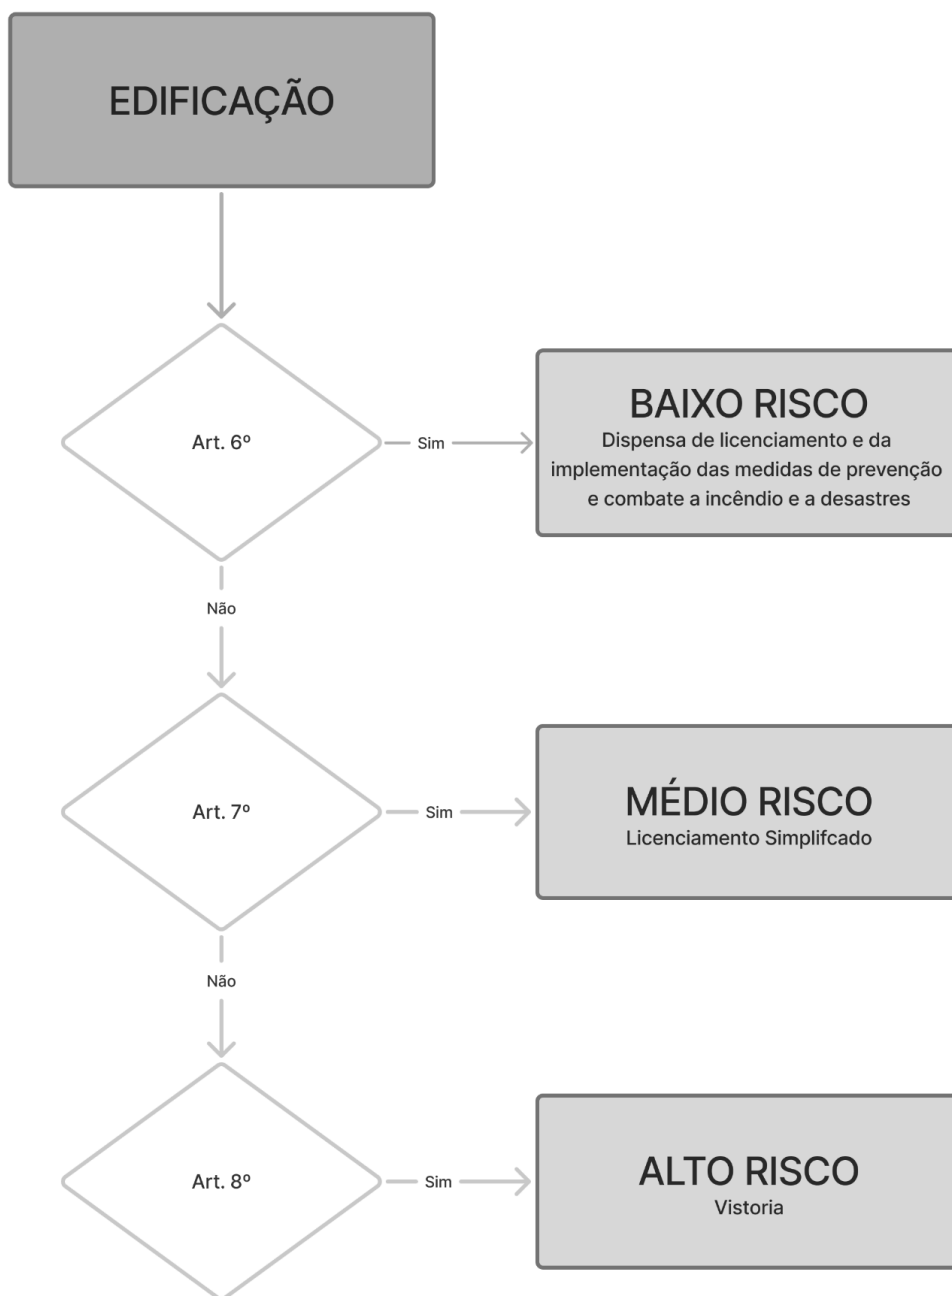 EDIFICAÇÃO
Art. 6º
Sim
BAIXO RISCO
Dispensa de licenciamento e da
implementação das medidas de prevenção
e combate a incêndio e a desastres
Não
Art. 7º
Sim
MÉDIO RISCO
Licenciamento Simplifcado
Não
Art. 8º
Sim
ALTO RISCO
Vistoria